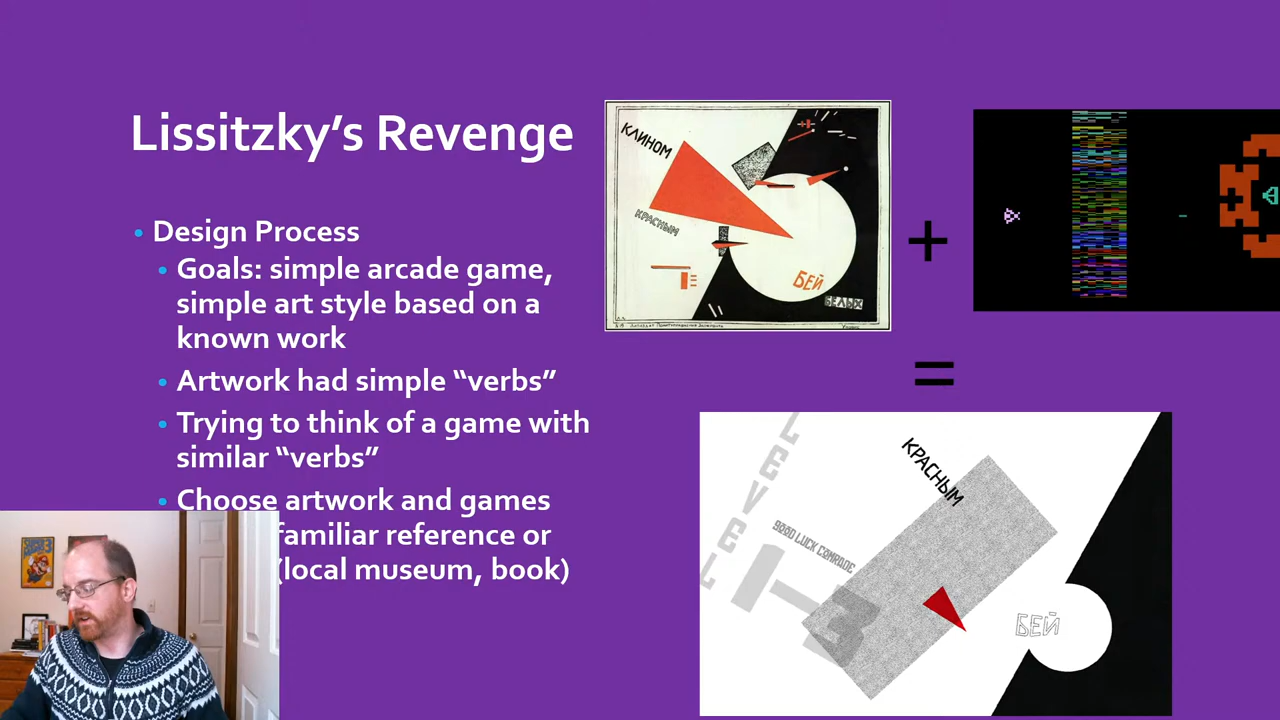 Lissitzky’s Revenge
• Design Process
• Goals: simple arcade game,
simple art style based on a
known work
• Artwork had simple “verbs”
• Trying to think of a game with
similar “verbs”
• Choose artwork and games
familiar reference or
(local museum, book)
КЛИНОМ
КРАСНЫМ
БЕЙ
БЕЛЫХ
+
=
LEVEL
13
GOOD LUCK COMRADE
КРАСНЫМ
БЕЙ